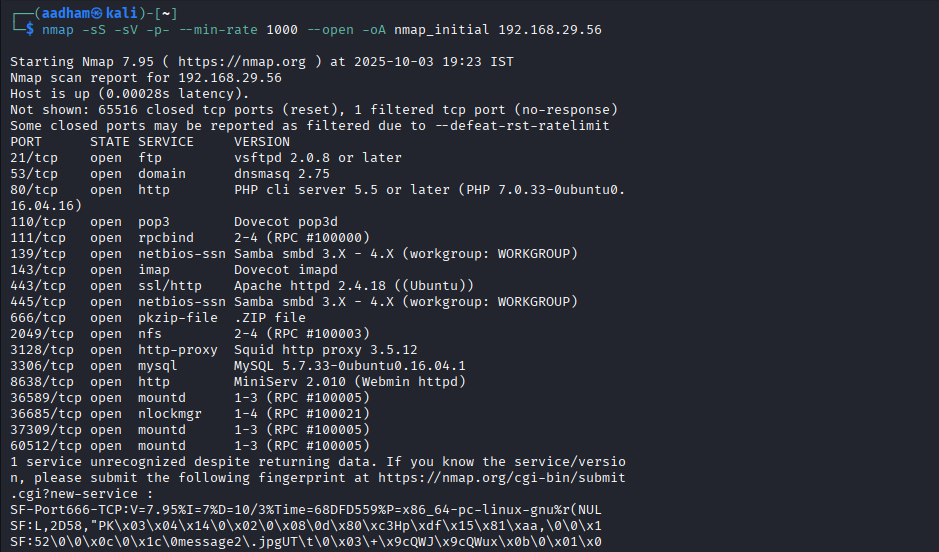 ┌──(aadham㉿kali)-[~]
└─$ nmap -sS -sV -p- --min-rate 1000 --open -oA nmap_initial 192.168.29.56
Starting Nmap 7.95 ( https://nmap.org ) at 2025-10-03 19:23 IST
Nmap scan report for 192.168.29.56
Host is up (0.00028s latency).
Not shown: 65516 closed tcp ports (reset), 1 filtered tcp port (no-response)
Some closed ports may be reported as filtered due to --defeat-rst-ratelimit
PORT      STATE SERVICE     VERSION
21/tcp    open  ftp         vsftpd 2.0.8 or later
53/tcp    open  domain      dnsmasq 2.75
80/tcp    open  http        PHP cli server 5.5 or later (PHP 7.0.33-0ubuntu0.
16.04.16)
110/tcp   open  pop3        Dovecot pop3d
111/tcp   open  rpcbind     2-4 (RPC #100000)
139/tcp   open  netbios-ssn Samba smbd 3.X - 4.X (workgroup: WORKGROUP)
143/tcp   open  imap        Dovecot imapd
443/tcp   open  ssl/http    Apache httpd 2.4.18 ((Ubuntu))
445/tcp   open  netbios-ssn Samba smbd 3.X - 4.X (workgroup: WORKGROUP)
666/tcp   open  pkzip-file  .ZIP file
2049/tcp  open  nfs         2-4 (RPC #100003)
3128/tcp  open  http-proxy  Squid http proxy 3.5.12
3306/tcp  open  mysql       MySQL 5.7.33-0ubuntu0.16.04.1
8638/tcp  open  http        MiniServ 2.010 (Webmin httpd)
36589/tcp open  mountd      1-3 (RPC #100005)
36685/tcp open  nlockmgr    1-4 (RPC #100021)
37309/tcp open  mountd      1-3 (RPC #100005)
60512/tcp open  mountd      1-3 (RPC #100005)
1 service unrecognized despite returning data. If you know the service/versio
n, please submit the following fingerprint at https://nmap.org/cgi-bin/submit
.cgi?new-service :
SF-Port666-TCP:V=7.95%I=7%D=10/3%Time=68DFD559%P=x86_64-pc-linux-gnu%r(NUL
SF:L,2D58,"PK\x03\x04\x14\0\x02\0\x08\0d\x80\xc3Hp\xdf\x15\x81\xaa,\0\0\x1
SF:52\0\0\x0c\0\x1c\0message2\.jpgUT\t\0\x03\+\x9cQWJ\x9cQWux\x0b\0\x01\x0